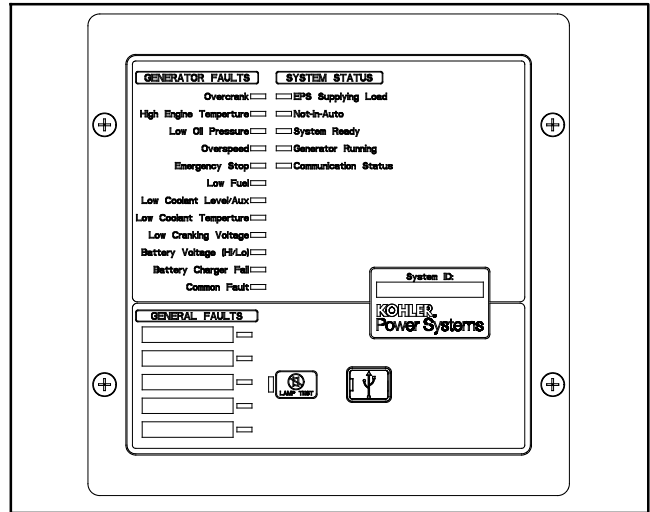 GENERATOR FAULTS
Overcrank
High Engine Temperture
Low Oil Pressure
Overspeed
Emergency Stop
Low Fuel
Low Coolant Level/Aux
Low Coolant Temperture
Low Cranking Voltage
Battery Voltage (Hi/Lo)
Battery Charger Fail
Common Fault
SYSTEM STATUS
EPS Supplying Load
Not-in-Auto
System Ready
Generator Running
Communication Status
System ID:
KOHLER
Power Systems
GENERAL FAULTS
LAMP TEST